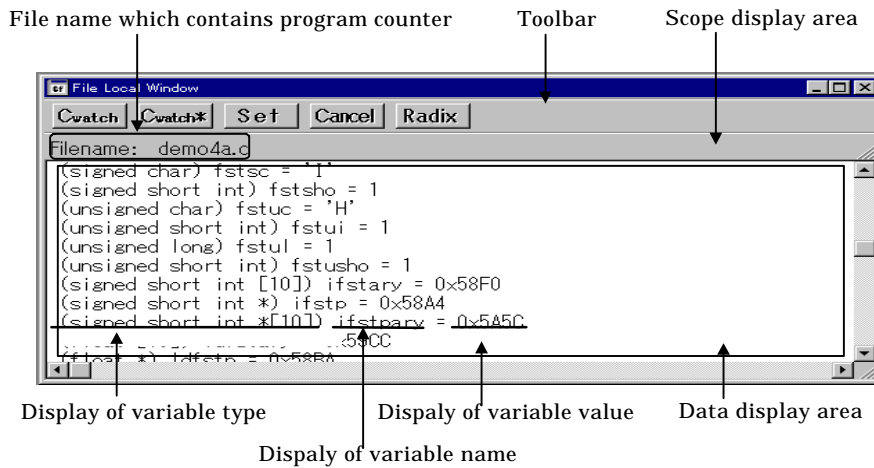 File name which contains program counter
Toolbar
Scope display area
File Local Window
Cwatch Cwatch* Set Cancel Radix
Filename: demo4a.c
(signed char) fstsc = 'I'
(signed short int) fstsho = 1
(unsigned char) fstuc = 'H'
(unsigned short int) fstui = 1
(unsigned long) fstul = 1
(unsigned short int) fstusho = 1
(signed short int [10]) ifstary = 0x58F0
(signed short int *) ifstp = 0x58A4
(signed short int *[10]) ifstpary = 0x5A5C
(float *) ldfstp = 0x58BA
Display of variable type
Dispaly of variable value
Data display area
Dispaly of variable name